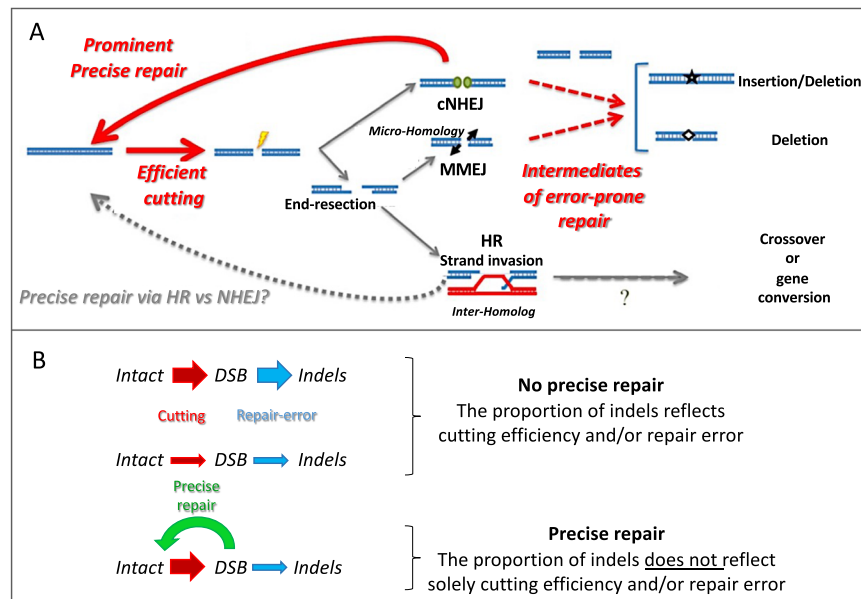 A
Prominent
Precise repair
cNHEJ
Insertion/Deletion
Micro-Homology
MMEJ
Deletion
Efficient
cutting
Intermediates
of error-prone
repair
End-resection
HR
Strand invasion
Inter-Homolog
?
Crossover
or
gene
conversion
Precise repair via HR vs NHEJ?
B
Intact DSB Indels
Cutting Repair-error
Intact DSB Indels
No precise repair
The proportion of indels reflects
cutting efficiency and/or repair error
Precise
repair
Intact DSB Indels
Precise repair
The proportion of indels does not reflect
solely cutting efficiency and/or repair error